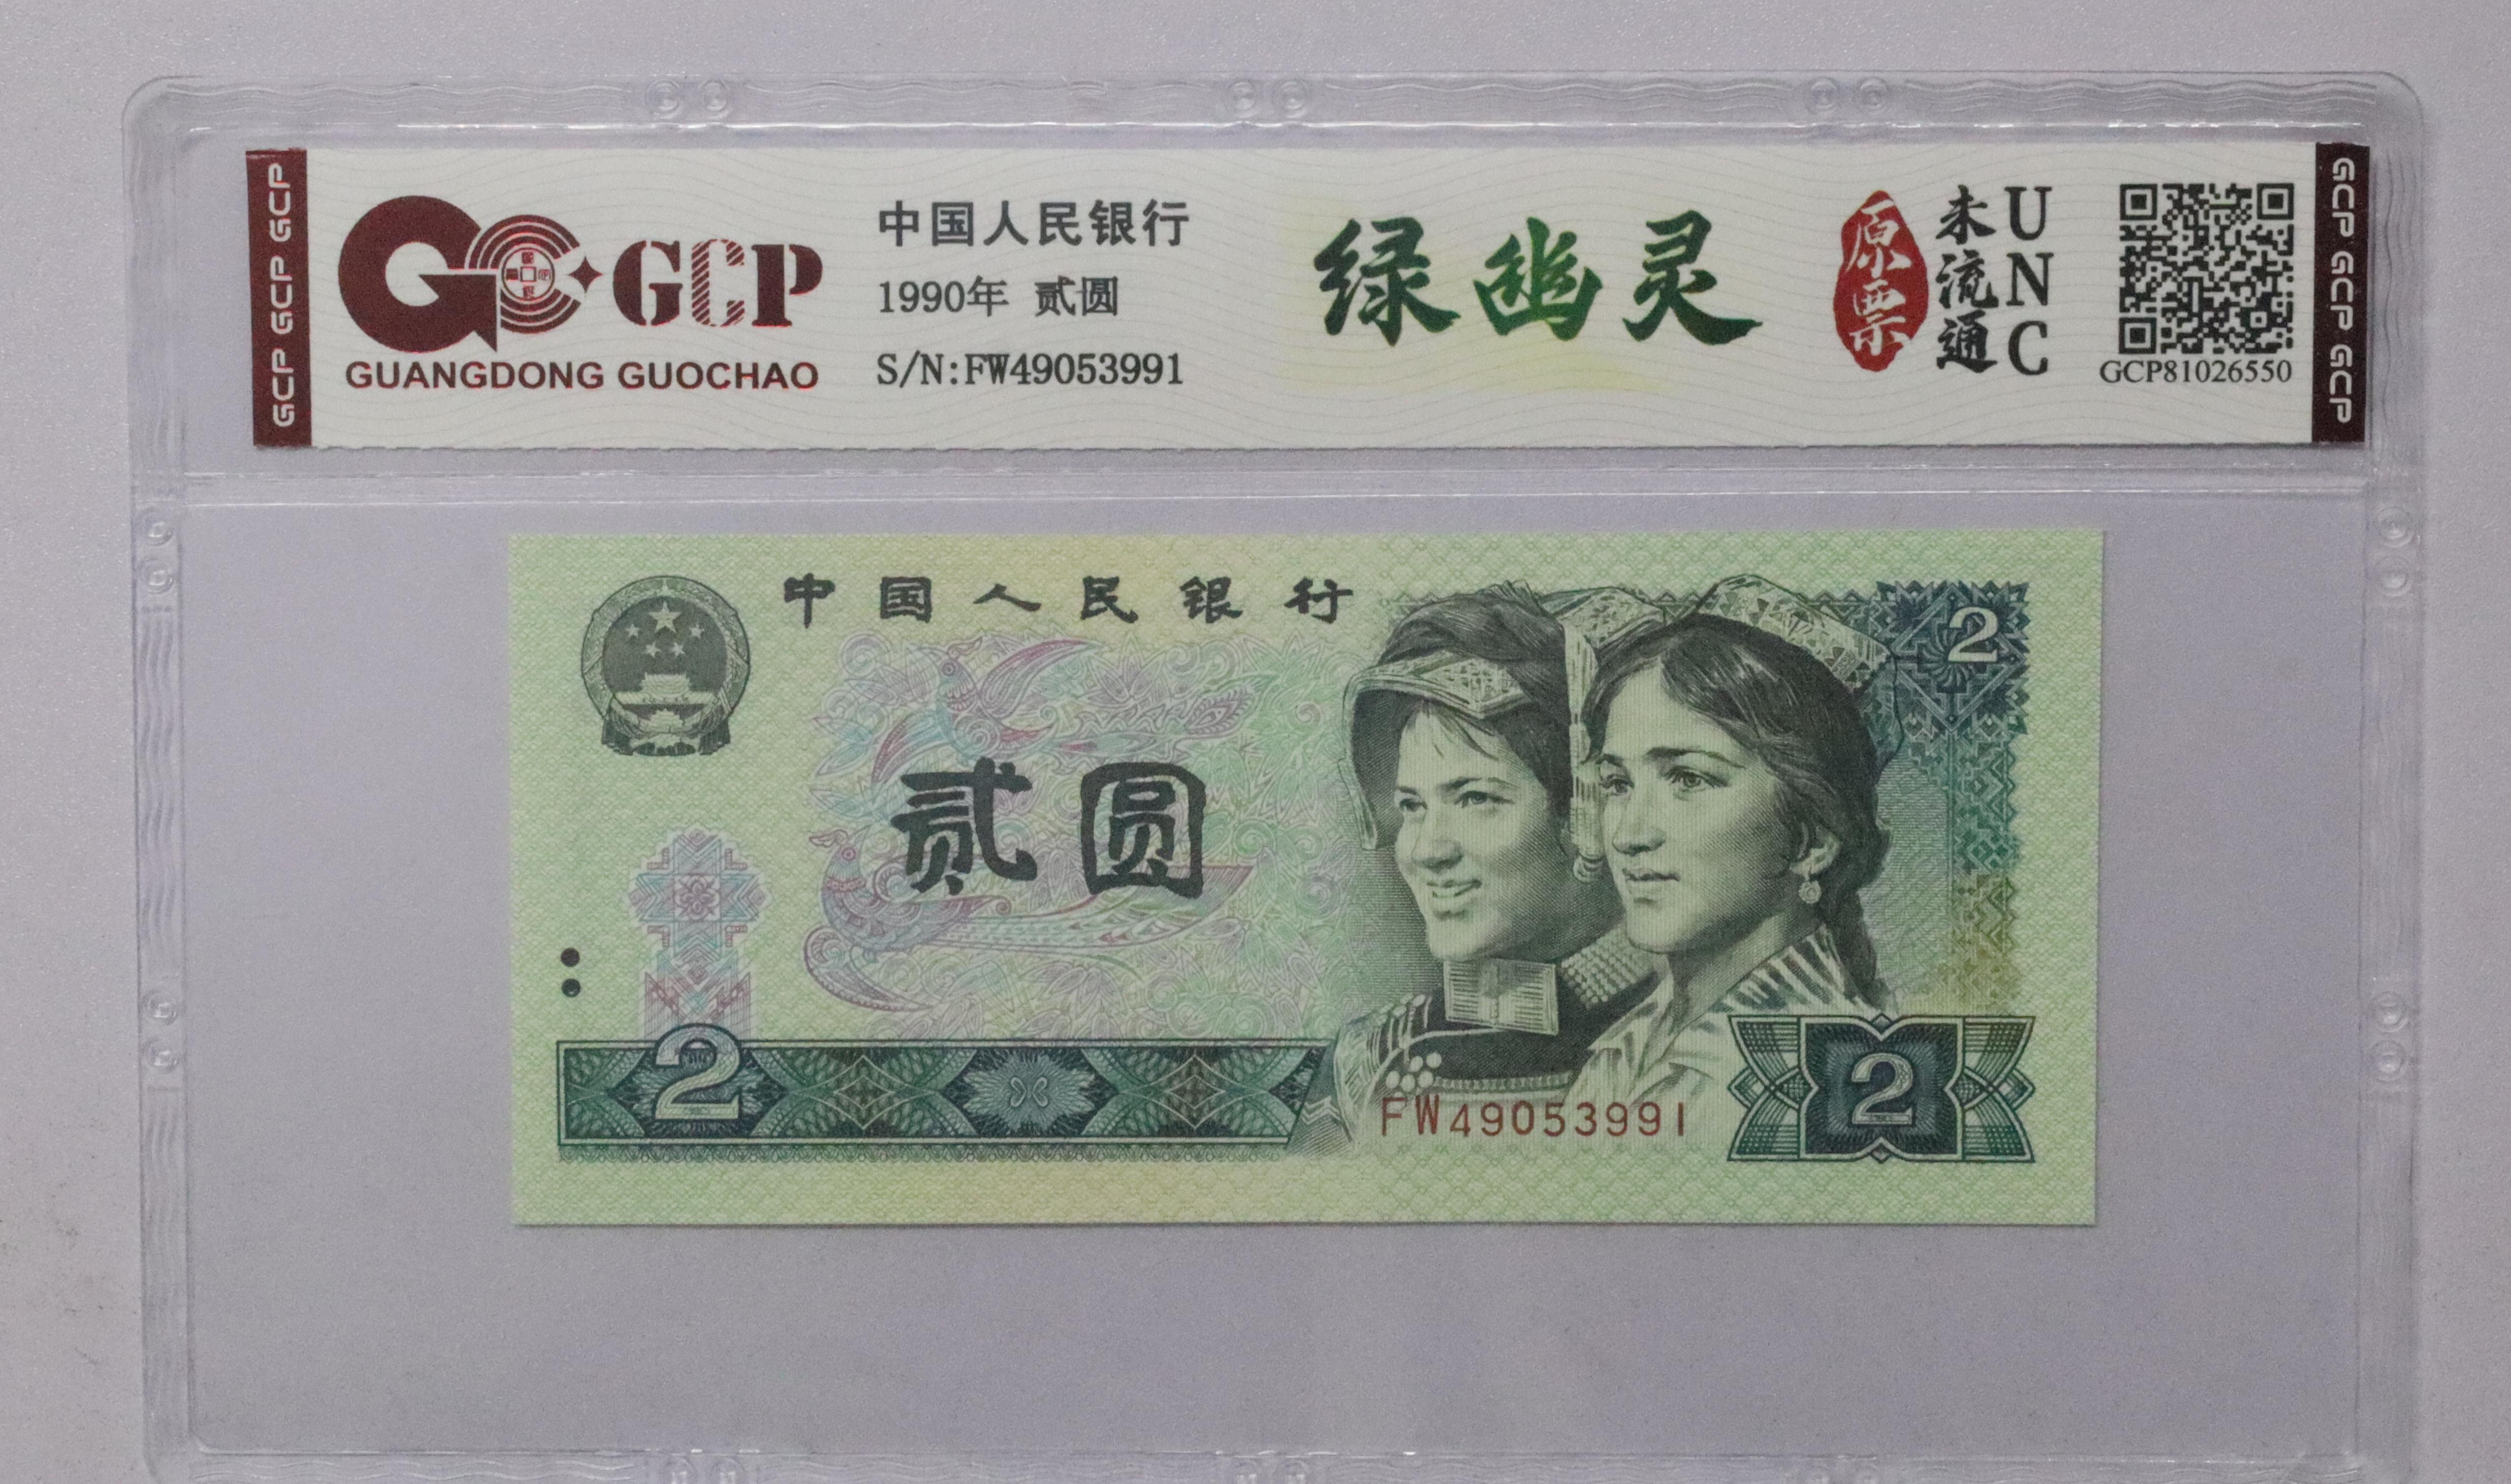 GCP GCP GCP
GCP
GUANGDONG GUOCHAO
中国人民银行
1990年 贰圆
S/N:FW49053991
绿幽灵
原票
未流通
UNC
GCP81026550
GCP GCP GCP
中国人民银行
2
贰圆
2
FW49053991
2